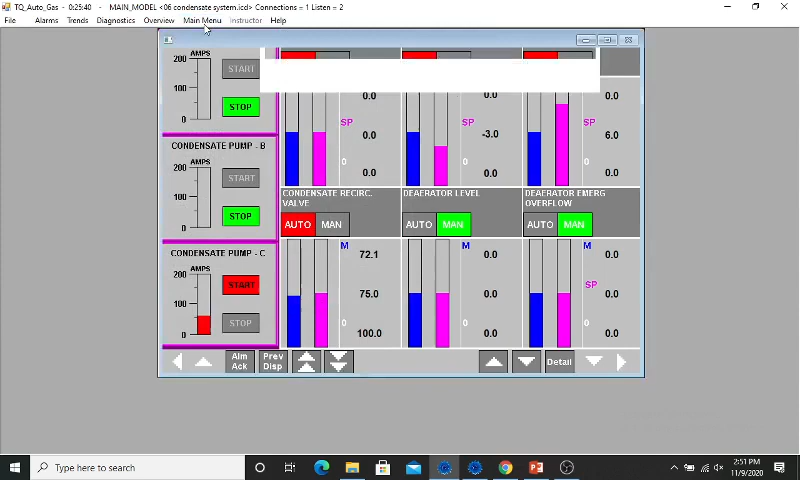 TQ_Auto_Gas - 0:25:40 - MAIN_MODEL <06 condensate system.icd> Connections = 1 Listen = 2
File Alarms Trends Diagnostics Overview Main Menu Instructor Help
AMPS
200
100
0
START
STOP
0.0 0.0 0.0
SP SP SP
0.0 -3.0 6.0
0 0 0
0.0 0.0 0.0
CONDENSATE PUMP - B
AMPS
200
100
0
START
STOP
CONDENSATE RECIRC. VALVE
DEAERATOR LEVEL
DEAERATOR EMERG OVERFLOW
AUTO MAN AUTO MAN AUTO MAN
CONDENSATE PUMP - C
AMPS
200
100
0
START
STOP
M M M
72.1 0.0 0.0
SP
75.0 0.0 0.0
0 0 0
100.0 0.0 0.0
Alm Ack
Prev Disp
Detail
Type here to search
2:51 PM
11/9/2020